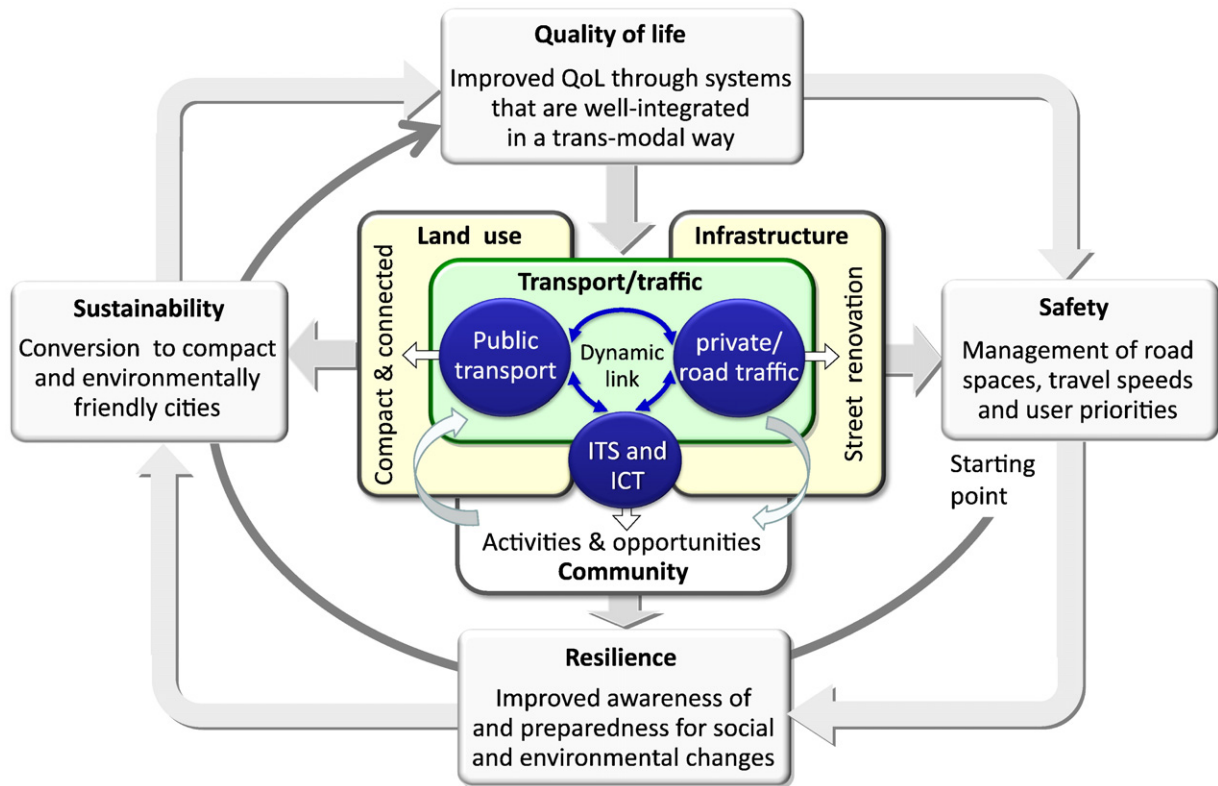 Quality of life
Improved QoL through systems
that are well-integrated
in a trans-modal way
Land use
Infrastructure
Compact & connected
Transport/traffic
Street renovation
Public
transport
Dynamic
link
private/
road traffic
ITS and
ICT
Activities & opportunities
Community
Sustainability
Conversion to compact
and environmentally
friendly cities
Safety
Management of road
spaces, travel speeds
and user priorities
Starting
point
Resilience
Improved awareness of
and preparedness for social
and environmental changes